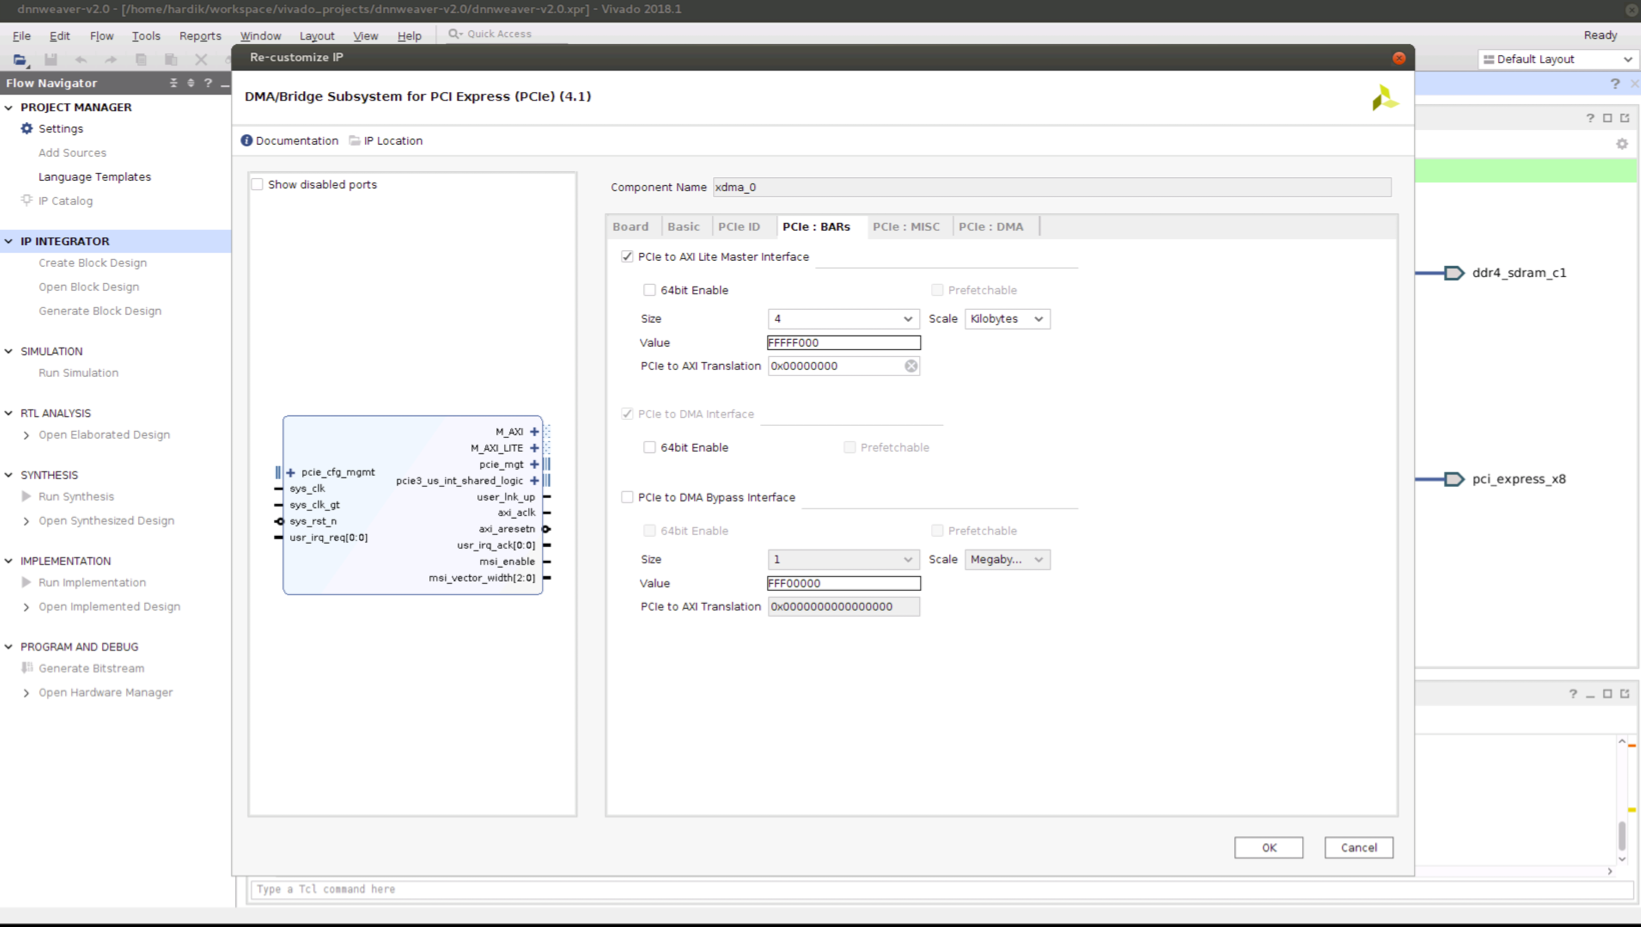 dnnweaver-v2.0 - [/home/hardik/workspace/vivado_projects/dnnweaver-v2.0/dnnweaver-v2.0.xpr] - Vivado 2018.1
File Edit Flow Tools Reports Window Layout View Help Quick Access Ready
Default Layout
Re-customize IP
Flow Navigator
DMA/Bridge Subsystem for PCI Express (PCIe) (4.1)
Documentation IP Location
PROJECT MANAGER
Settings
Add Sources
Language Templates
IP Catalog
IP INTEGRATOR
Create Block Design
Open Block Design
Generate Block Design
SIMULATION
Run Simulation
RTL ANALYSIS
Open Elaborated Design
SYNTHESIS
Run Synthesis
Open Synthesized Design
IMPLEMENTATION
Run Implementation
Open Implemented Design
PROGRAM AND DEBUG
Generate Bitstream
Open Hardware Manager
Show disabled ports
M_AXI
M_AXI_LITE
pcie_mgt
pcie_cfg_mgmt
pcie3_us_int_shared_logic
sys_clk
user_lnk_up
sys_clk_gt
axi_aclk
sys_rst_n
axi_aresetn
usr_irq_req[0:0]
usr_irq_ack[0:0]
msi_enable
msi_vector_width[2:0]
Component Name xdma_0
Board Basic PCIe ID PCIe : BARs PCIe : MISC PCIe : DMA
PCIe to AXI Lite Master Interface
64bit Enable Prefetchable
Size 4 Scale Kilobytes
Value FFFFF000
PCIe to AXI Translation 0x00000000
PCIe to DMA Interface
64bit Enable Prefetchable
PCIe to DMA Bypass Interface
64bit Enable Prefetchable
Size 1 Scale Megaby...
Value FFF00000
PCIe to AXI Translation 0x0000000000000000
OK Cancel
ddr4_sdram_c1
pci_express_x8
Type a Tcl command here